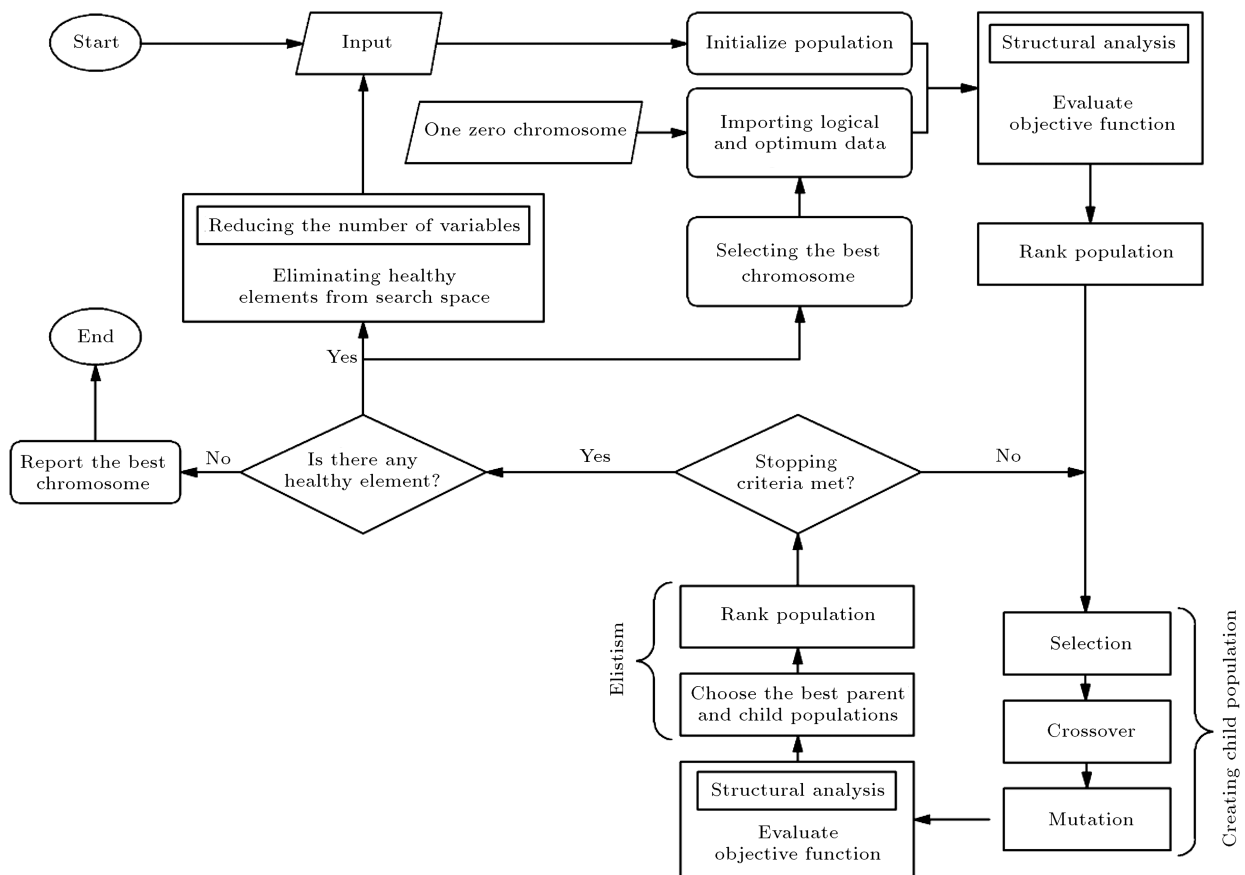 Start
Input
Initialize population
Structural analysis
Evaluate
objective function
One zero chromosome
Importing logical
and optimum data
Reducing the number of variables
Eliminating healthy
elements from search space
Selecting the best
chromosome
Rank population
End
Yes
Report the best
chromosome
No
Is there any
healthy element?
Yes
Stopping
criteria met?
No
Elistism
Rank population
Choose the best parent
and child populations
Structural analysis
Evaluate
objective function
Selection
Crossover
Mutation
Creating child population